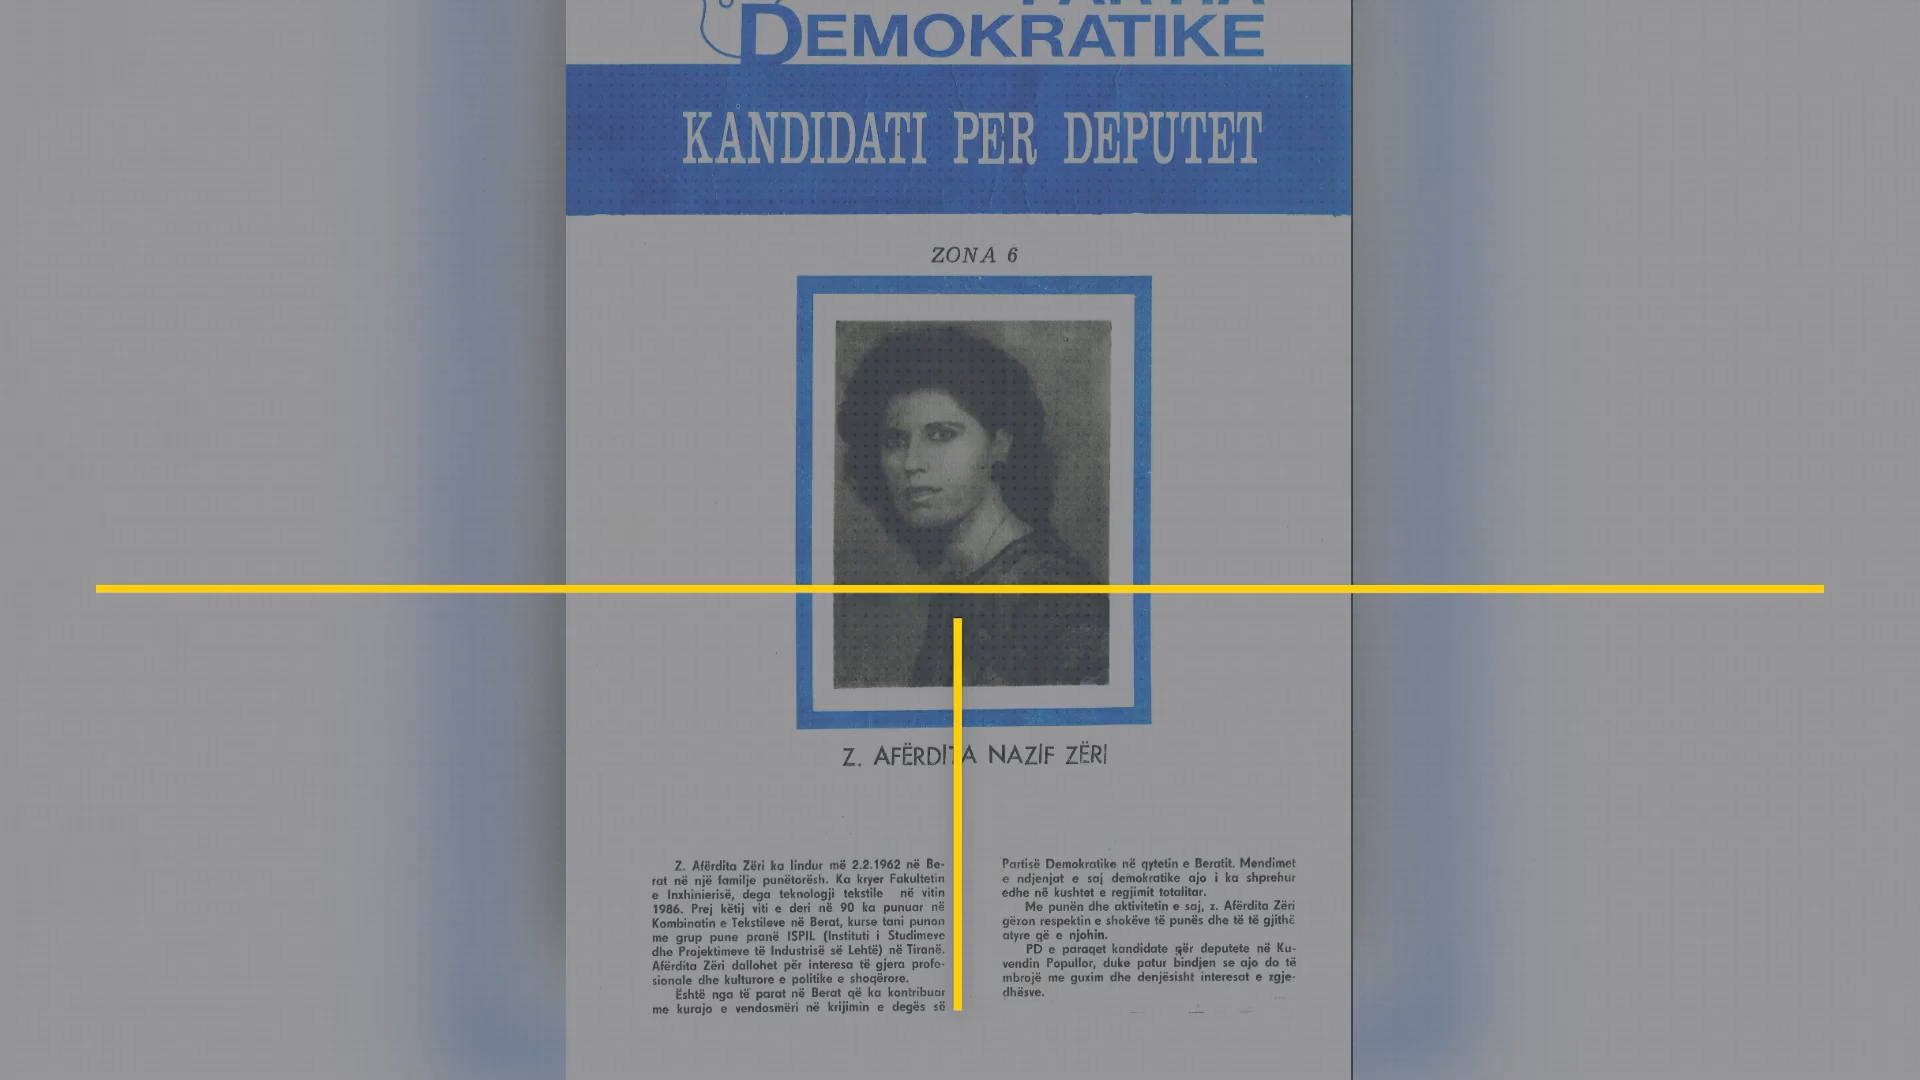 PARTIA
DEMOKRATIKE
KANDIDATI PER DEPUTET
ZONA 6
Z. AFËRDITA NAZIF ZËRI
Z. Afërdita Zëri ka lindur më 2.2.1962 në Be-
rat në një familje punëtorësh. Ka kryer Fakultetin
e Inxhinierisë, dega teknologji tekstile në vitin
1986. Prej këtij viti e deri në 90 ka punuar në
Kombinatin e Tekstileve në Berat, kurse tani punon
me grup pune pranë ISPIL (Instituti i Studimeve
dhe Projektimeve të Industrisë së Lehtë) në Tiranë.
Afërdita Zëri dallohet për interesa të gjera profe-
sionale dhe kulturore e politike e shoqërore.
Është nga të parat në Berat që ka kontribuar
me kurajo e vendosmëri në krijimin e degës së
Partisë Demokratike në qytetin e Beratit. Mendimet
e ndjenjat e saj demokratike ajo i ka shprehur
edhe në kushtet e regjimit totalitar.
Me punën dhe aktivitetin e saj, z. Afërdita Zëri
gëzon respektin e shokëve të punës dhe të të gjithë
atyre që e njohin.
PD e paraqet kandidate për deputete në Ku-
vendin Popullor, duke patur bindjen se ajo do të
mbrojë me guxim dhe denjësisht interesat e zgje-
dhësve.